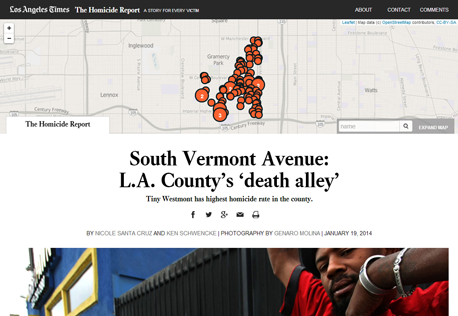 Los Angeles Times | The Homicide Report A STORY FOR EVERY VICTIM
ABOUT CONTACT COMMENTS
Leaflet | Map data (c) OpenStreetMap contributors, CC-BY-SA
+
−
Inglewood
Gramercy Park
Watts
Lennox
Century Freeway
Century Freeway
The Homicide Report
name
EXPAND MAP
South Vermont Avenue:
L.A. County’s ‘death alley’
Tiny Westmont has highest homicide rate in the county.
BY NICOLE SANTA CRUZ AND KEN SCHWENCKE | PHOTOGRAPHY BY GENARO MOLINA | JANUARY 19, 2014